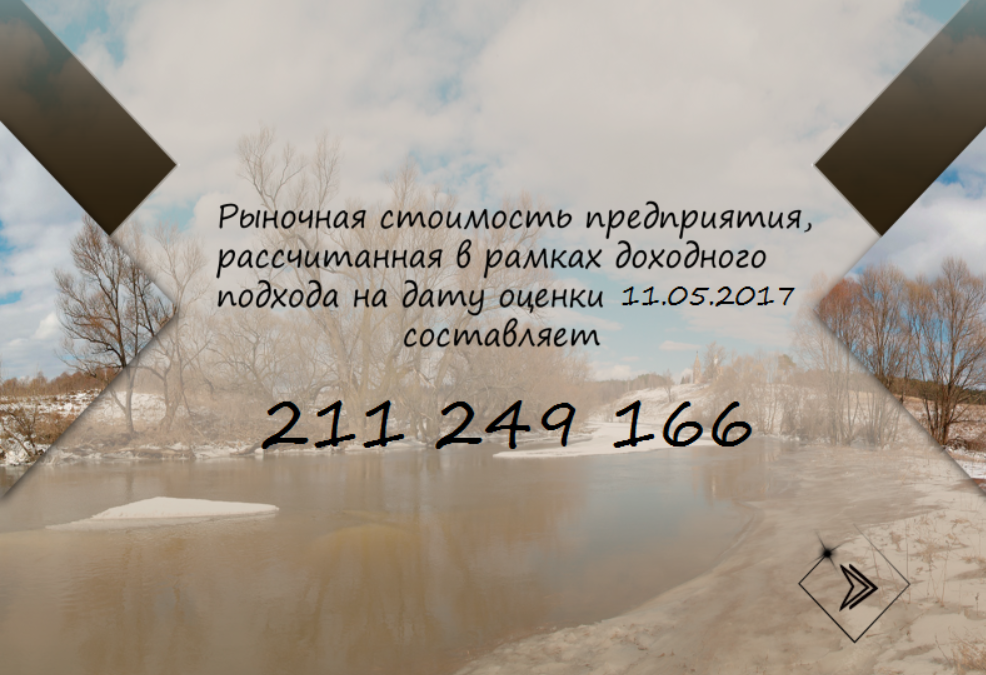 Рыночная стоимость предприятия,
рассчитанная в рамках доходного
подхода на дату оценки 11.05.2017
составляет
211 249 166